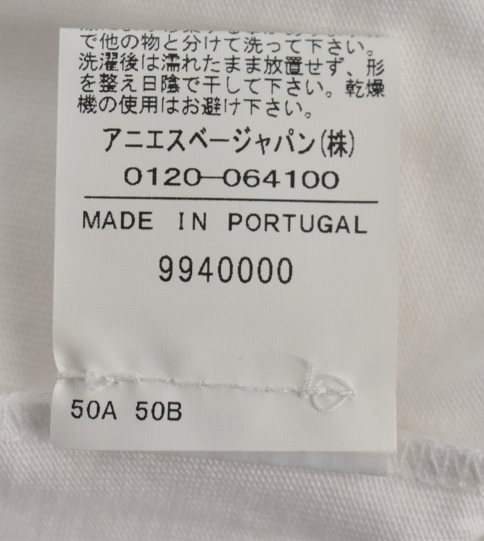 で他の物と分けて洗って下さい。
洗濯後は濡れたまま放置せず、形
を整え日陰で干して下さい。乾燥
機の使用はお避け下さい。
アニエスベージャパン(株)
0120-064100
MADE IN PORTUGAL
9940000
50A 50B